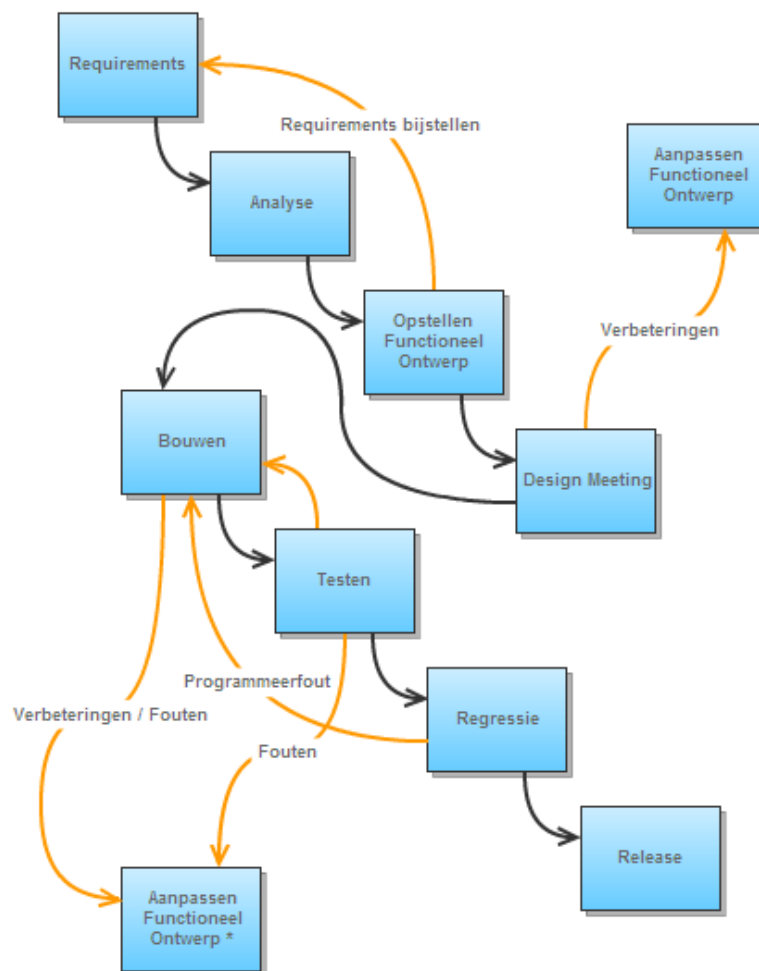 Requirements
Requirements bijstellen
Aanpassen
Functioneel
Ontwerp
Analyse
Opstellen
Functioneel
Ontwerp
Verbeteringen
Bouwen
Design Meeting
Testen
Programmeerfout
Verbeteringen / Fouten
Regressie
Fouten
Release
Aanpassen
Functioneel
Ontwerp *